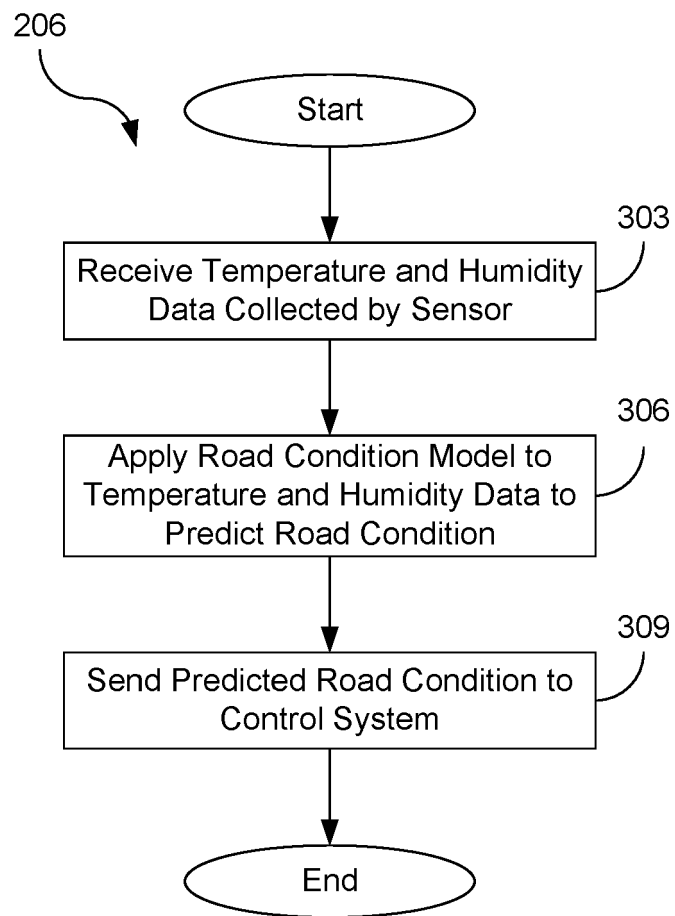 206
Start
303
Receive Temperature and Humidity
Data Collected by Sensor
306
Apply Road Condition Model to
Temperature and Humidity Data to
Predict Road Condition
309
Send Predicted Road Condition to
Control System
End